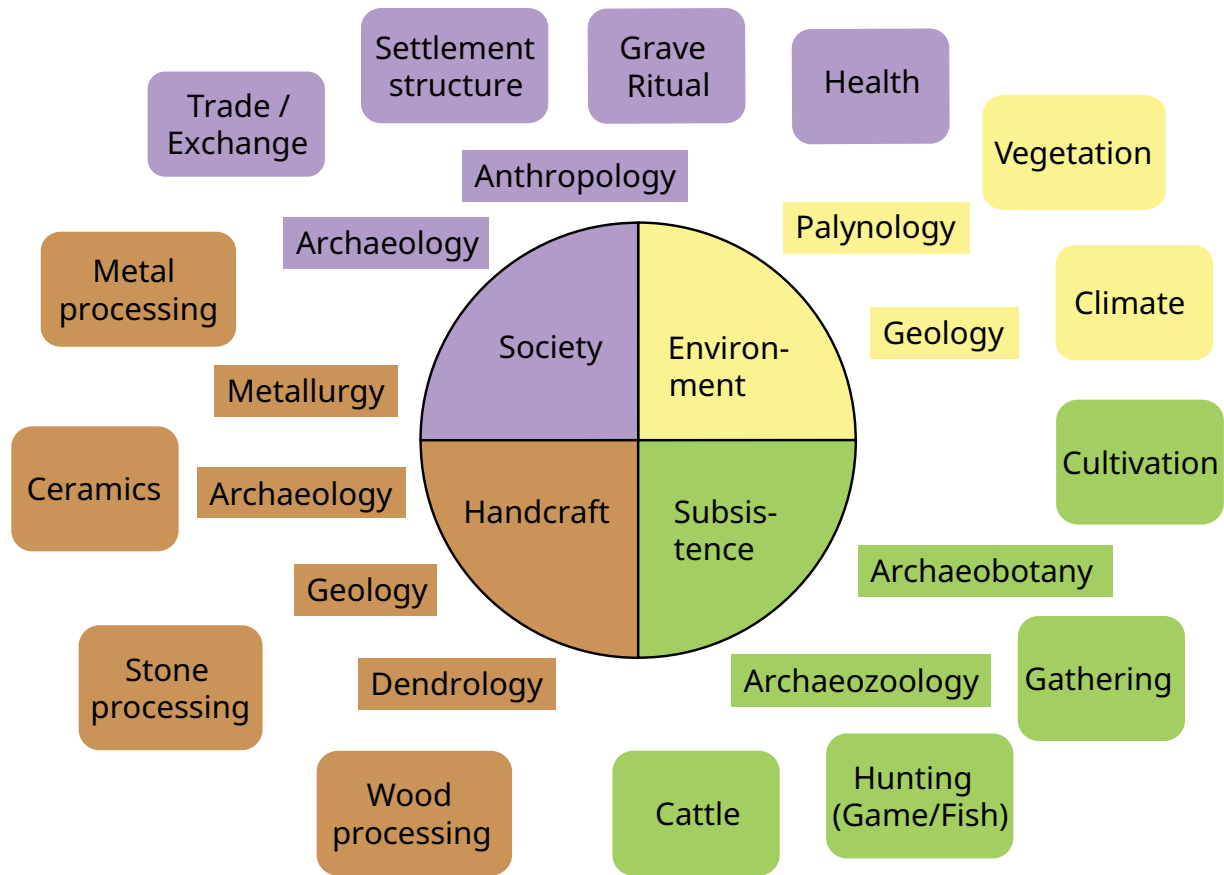 Settlement
structure
Grave
Ritual
Health
Trade /
Exchange
Vegetation
Anthropology
Palynology
Archaeology
Metal
processing
Climate
Geology
Society
Environ-
ment
Metallurgy
Cultivation
Ceramics
Archaeology
Handcraft
Subsis-
tence
Archaeobotany
Geology
Stone
processing
Dendrology
Archaeozoology
Gathering
Wood
processing
Cattle
Hunting
(Game/Fish)